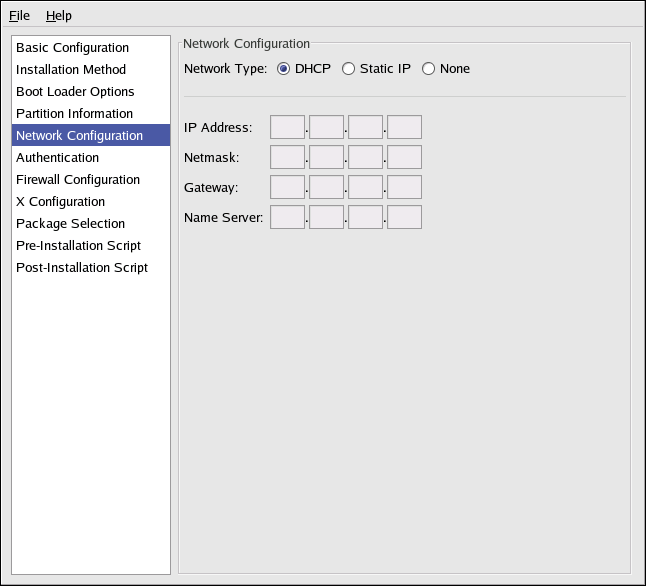 File Help
Basic Configuration
Installation Method
Boot Loader Options
Partition Information
Network Configuration
Authentication
Firewall Configuration
X Configuration
Package Selection
Pre-Installation Script
Post-Installation Script
Network Configuration
Network Type: DHCP Static IP None
IP Address: . . .
Netmask: . . .
Gateway: . . .
Name Server: . . .